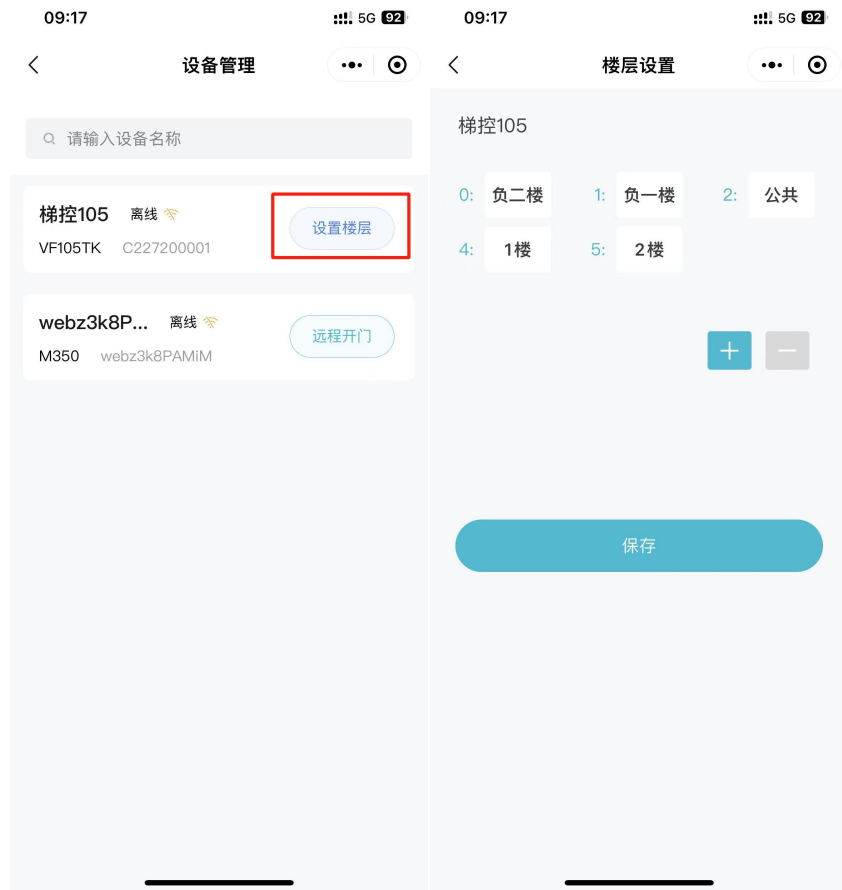 09:17
5G 92
设备管理
请输入设备名称
梯控105 离线
设置楼层
VF105TK C227200001
webz3k8P... 离线
远程开门
M350 webz3k8PAMiM
09:17
5G 92
楼层设置
梯控105
0: 负二楼 1: 负一楼 2: 公共
4: 1楼 5: 2楼
保存